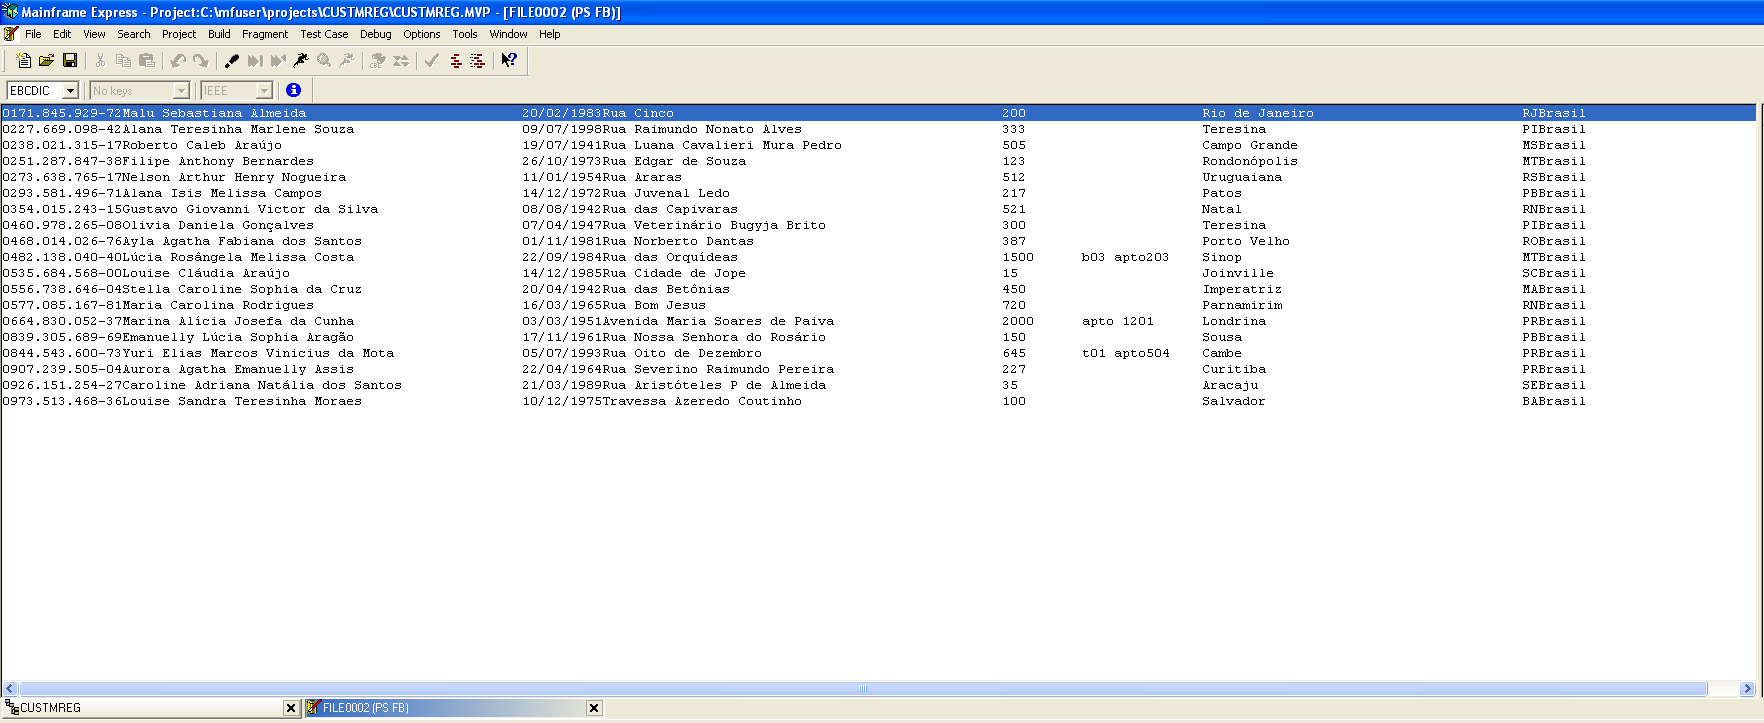 Mainframe Express - Project:C:\mfuser\projects\CUSTMREG\CUSTMREG.MVP - [FILE0002 (PS FB)]
File Edit View Search Project Build Fragment Test Case Debug Options Tools Window Help
EBCDIC No keys IEEE
0171.845.929-72Malu Sebastiana Almeida 20/02/1983Rua Cinco 200 Rio de Janeiro RJBrasil
0227.669.098-42Alana Teresinha Marlene Souza 09/07/1998Rua Raimundo Nonato Alves 333 Teresina PIBrasil
0238.021.315-17Roberto Caleb Araújo 19/07/1941Rua Luana Cavalieri Mura Pedro 505 Campo Grande MSBrasil
0251.287.847-38Filipe Anthony Bernardes 26/10/1973Rua Edgar de Souza 123 Rondonópolis MTBrasil
0273.638.765-17Nelson Arthur Henry Nogueira 11/01/1954Rua Araras 512 Uruguaiana RSBrasil
0293.581.496-71Alana Isis Melissa Campos 14/12/1972Rua Juvenal Ledo 217 Patos PBBrasil
0354.015.243-15Gustavo Giovanni Victor da Silva 08/08/1942Rua das Capivaras 521 Natal RNBrasil
0460.978.265-08Olivia Daniela Gonçalves 07/04/1947Rua Veterinário Bugyja Brito 300 Teresina PIBrasil
0468.014.026-76Ayla Agatha Fabiana dos Santos 01/11/1981Rua Norberto Dantas 387 Porto Velho ROBrasil
0482.138.040-40Lúcia Rosângela Melissa Costa 22/09/1984Rua das Orquídeas 1500 b03 apto203 Sinop MTBrasil
0535.684.568-00Louise Cláudia Araújo 14/12/1985Rua Cidade de Jope 15 Joinville SCBrasil
0556.738.646-04Stella Caroline Sophia da Cruz 20/04/1942Rua das Betônias 450 Imperatriz MABrasil
0577.085.167-81Maria Carolina Rodrigues 16/03/1965Rua Bom Jesus 720 Parnamirim RNBrasil
0664.830.052-37Marina Alícia Josefa da Cunha 03/03/1951Avenida Maria Soares de Paiva 2000 apto 1201 Londrina PRBrasil
0839.305.689-69Emanuelly Lúcia Sophia Aragão 17/11/1961Rua Nossa Senhora do Rosário 150 Sousa PBBrasil
0844.543.600-73Yuri Elias Marcos Vinicius da Mota 05/07/1993Rua Oito de Dezembro 645 t01 apto504 Cambe PRBrasil
0907.239.505-04Aurora Agatha Emanuelly Assis 22/04/1964Rua Severino Raimundo Pereira 227 Curitiba PRBrasil
0926.151.254-27Caroline Adriana Natália dos Santos 21/03/1989Rua Aristóteles P de Almeida 35 Aracaju SEBrasil
0973.513.468-36Louise Sandra Teresinha Moraes 10/12/1975Travessa Azeredo Coutinho 100 Salvador BABrasil
CUSTMREG FILE0002 (PS FB)